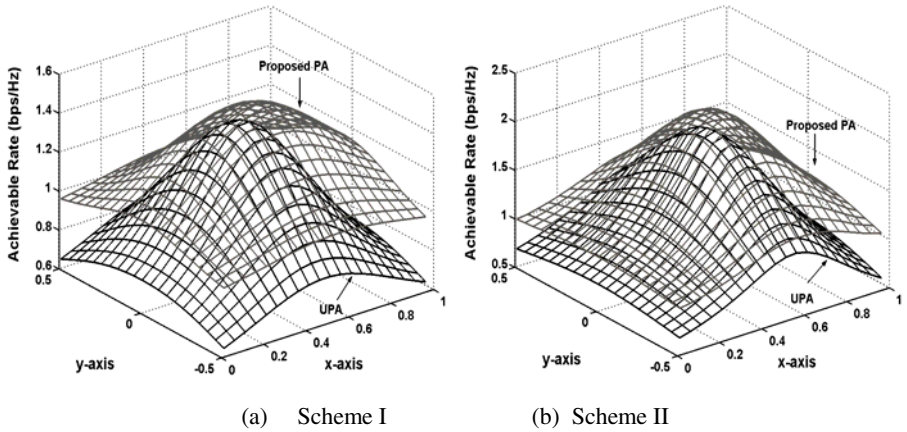 Achievable Rate (bps/Hz)
1.6
1.4
1.2
1
0.8
0.6
0.5
0
-0.5
y-axis
0
0.2
0.4
0.6
0.8
1
x-axis
Proposed PA
UPA
(a) Scheme I
Achievable Rate (bps/Hz)
2.5
2
1.5
1
0.5
0.5
0
-0.5
y-axis
0
0.2
0.4
0.6
0.8
1
x-axis
Proposed PA
UPA
(b) Scheme II